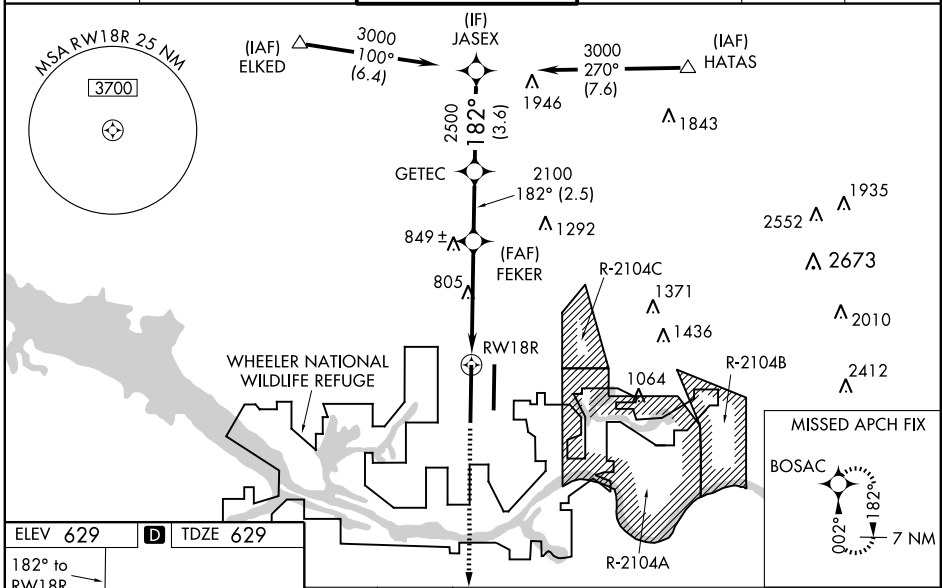 MSA RW18R 25 NM
3700
(IAF)
ELKED
3000
100°
(6.4)
(IF)
JASEX
3000
270°
(7.6)
(IAF)
HATAS
1946
1843
2500
182°
(3.6)
GETEC
2100
182° (2.5)
1292
849 ±
(FAF)
FEKER
805
1935
2552
2673
R-2104C
1371
2010
1436
RW18R
R-2104B
WHEELER NATIONAL
WILDLIFE REFUGE
2412
1064
MISSED APCH FIX
BOSAC
182°
002°
7 NM
R-2104A
ELEV 629 D TDZE 629
182° to
RW18R